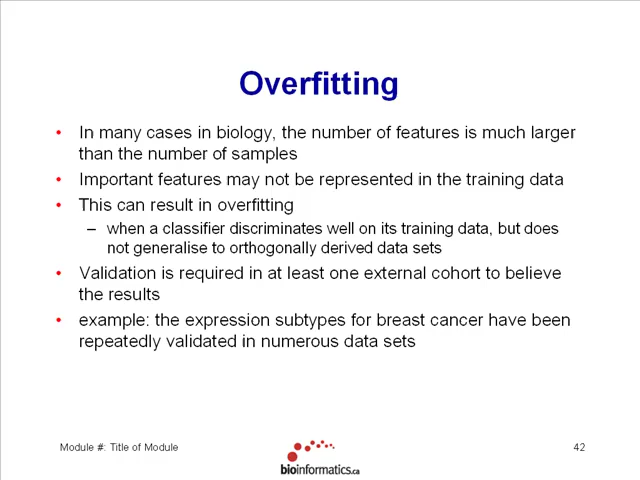 Overfitting
• In many cases in biology, the number of features is much larger
than the number of samples
• Important features may not be represented in the training data
• This can result in overfitting
– when a classifier discriminates well on its training data, but does
not generalise to orthogonally derived data sets
• Validation is required in at least one external cohort to believe
the results
• example: the expression subtypes for breast cancer have been
repeatedly validated in numerous data sets
Module #: Title of Module
bioinformatics.ca
42